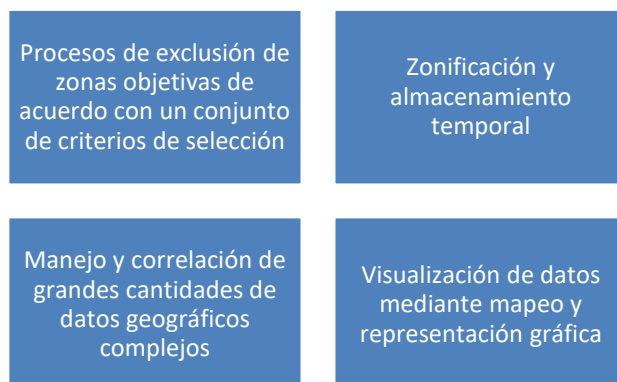 Procesos de exclusión de
zonas objetivas de
acuerdo con un conjunto
de criterios de selección
Zonificación y
almacenamiento
temporal
Manejo y correlación de
grandes cantidades de
datos geográficos
complejos
Visualización de datos
mediante mapeo y
representación gráfica